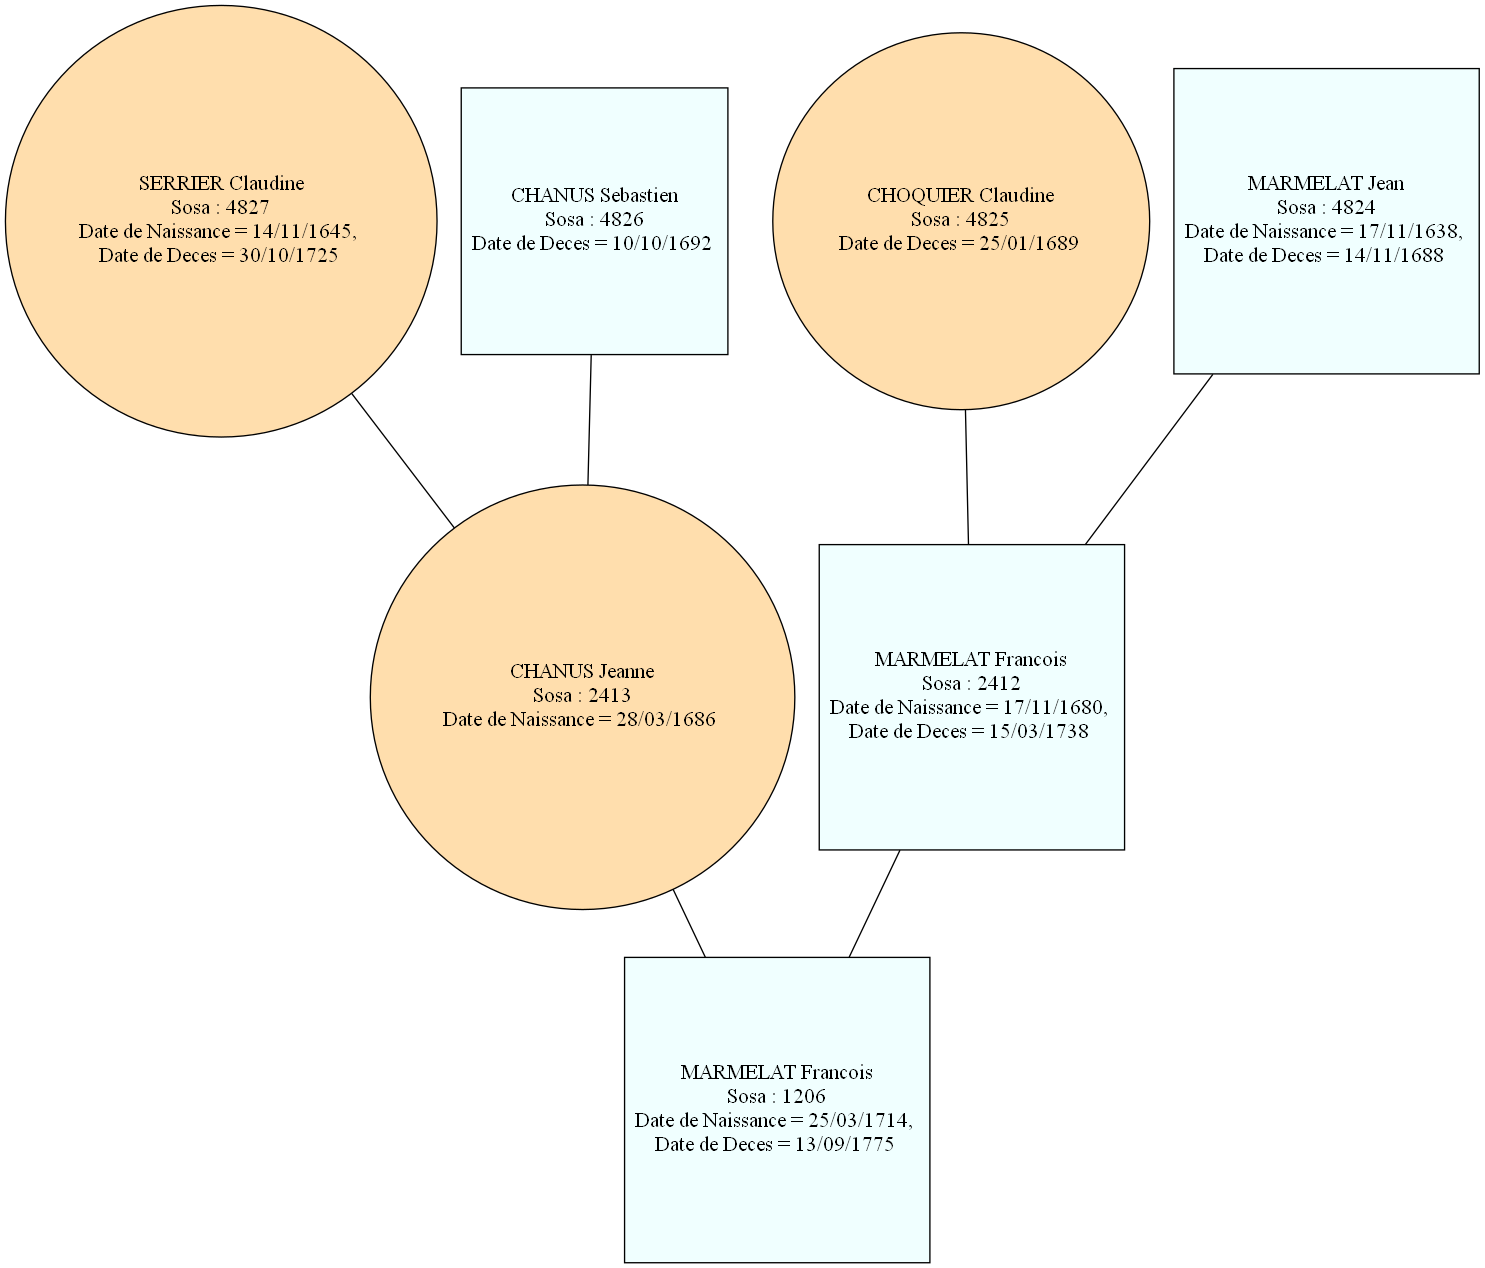 SERRIER Claudine
Sosa : 4827
Date de Naissance = 14/11/1645,
Date de Deces = 30/10/1725
CHANUS Sebastien
Sosa : 4826
Date de Deces = 10/10/1692
CHOQUIER Claudine
Sosa : 4825
Date de Deces = 25/01/1689
MARMELAT Jean
Sosa : 4824
Date de Naissance = 17/11/1638,
Date de Deces = 14/11/1688
CHANUS Jeanne
Sosa : 2413
Date de Naissance = 28/03/1686
MARMELAT Francois
Sosa : 2412
Date de Naissance = 17/11/1680,
Date de Deces = 15/03/1738
MARMELAT Francois
Sosa : 1206
Date de Naissance = 25/03/1714,
Date de Deces = 13/09/1775